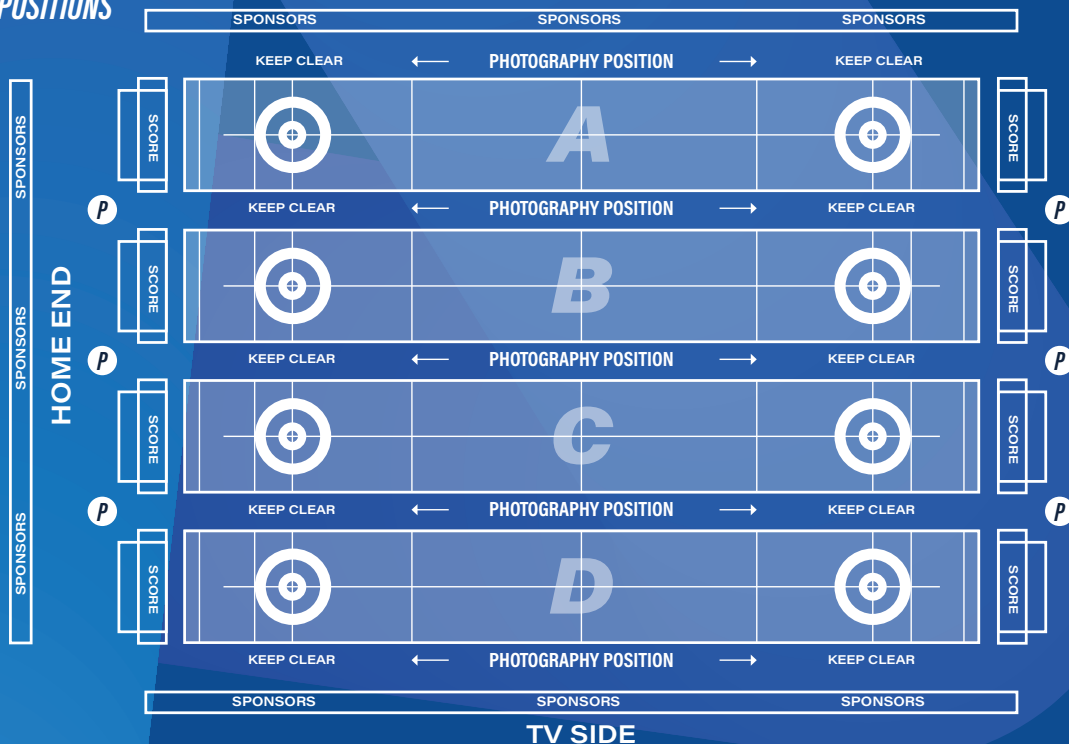 POSITIONS
SPONSORS SPONSORS SPONSORS
KEEP CLEAR PHOTOGRAPHY POSITION KEEP CLEAR
SPONSORS
SCORE
A
SCORE
P
KEEP CLEAR PHOTOGRAPHY POSITION KEEP CLEAR
P
HOME END
SPONSORS
SCORE
B
SCORE
P
KEEP CLEAR PHOTOGRAPHY POSITION KEEP CLEAR
P
SCORE
C
SCORE
P
KEEP CLEAR PHOTOGRAPHY POSITION KEEP CLEAR
P
SPONSORS
SCORE
D
SCORE
KEEP CLEAR PHOTOGRAPHY POSITION KEEP CLEAR
SPONSORS SPONSORS SPONSORS
TV SIDE